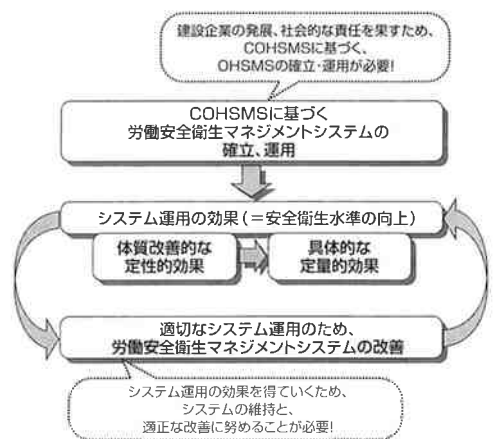 建設企業の発展、社会的な責任を果すため、
COHSMSに基づく、
OHSMSの確立･運用が必要!
COHSMSに基づく
労働安全衛生マネジメントシステムの
確立、運用
システム運用の効果(＝安全衛生水準の向上)
体質改善的な
定性的効果
具体的な
定量的効果
適切なシステム運用のため、
労働安全衛生マネジメントシステムの改善
システム運用の効果を得ていくため、
システムの維持と、
適正な改善に努めることが必要!